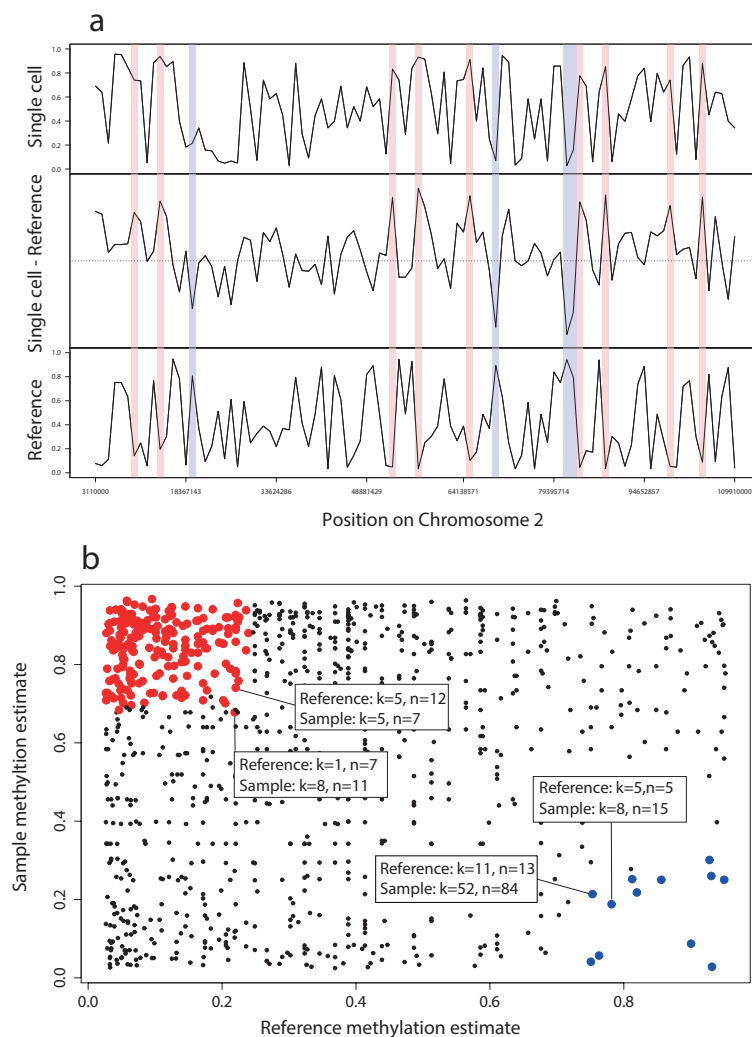 a
1.0
0.8
0.6
0.4
0.2
0.0
Single cell
Single cell - Reference
1.0
0.8
0.6
0.4
0.2
0.0
Reference
3110000 18367143 33624286 48881429 64138571 79395714 94652857 109910000
Position on Chromosome 2
b
1.0
0.8
0.6
0.4
0.2
0.0
Sample methyltion estimate
Reference: k=5, n=12
Sample: k=5, n=7
Reference: k=1, n=7
Sample: k=8, n=11
Reference: k=5,n=5
Sample: k=8, n=15
Reference: k=11, n=13
Sample: k=52, n=84
0.0 0.2 0.4 0.6 0.8
Reference methylation estimate